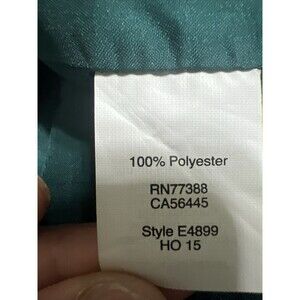 100% Polyester
RN77388
CA56445
Style E4899
HO 15